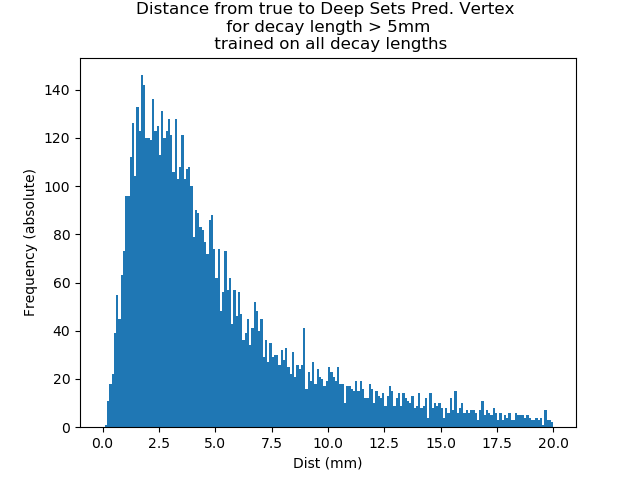 Distance from true to Deep Sets Pred. Vertex
for decay length > 5mm
trained on all decay lengths
Frequency (absolute)
140
120
100
80
60
40
20
0
0.0 2.5 5.0 7.5 10.0 12.5 15.0 17.5 20.0
Dist (mm)